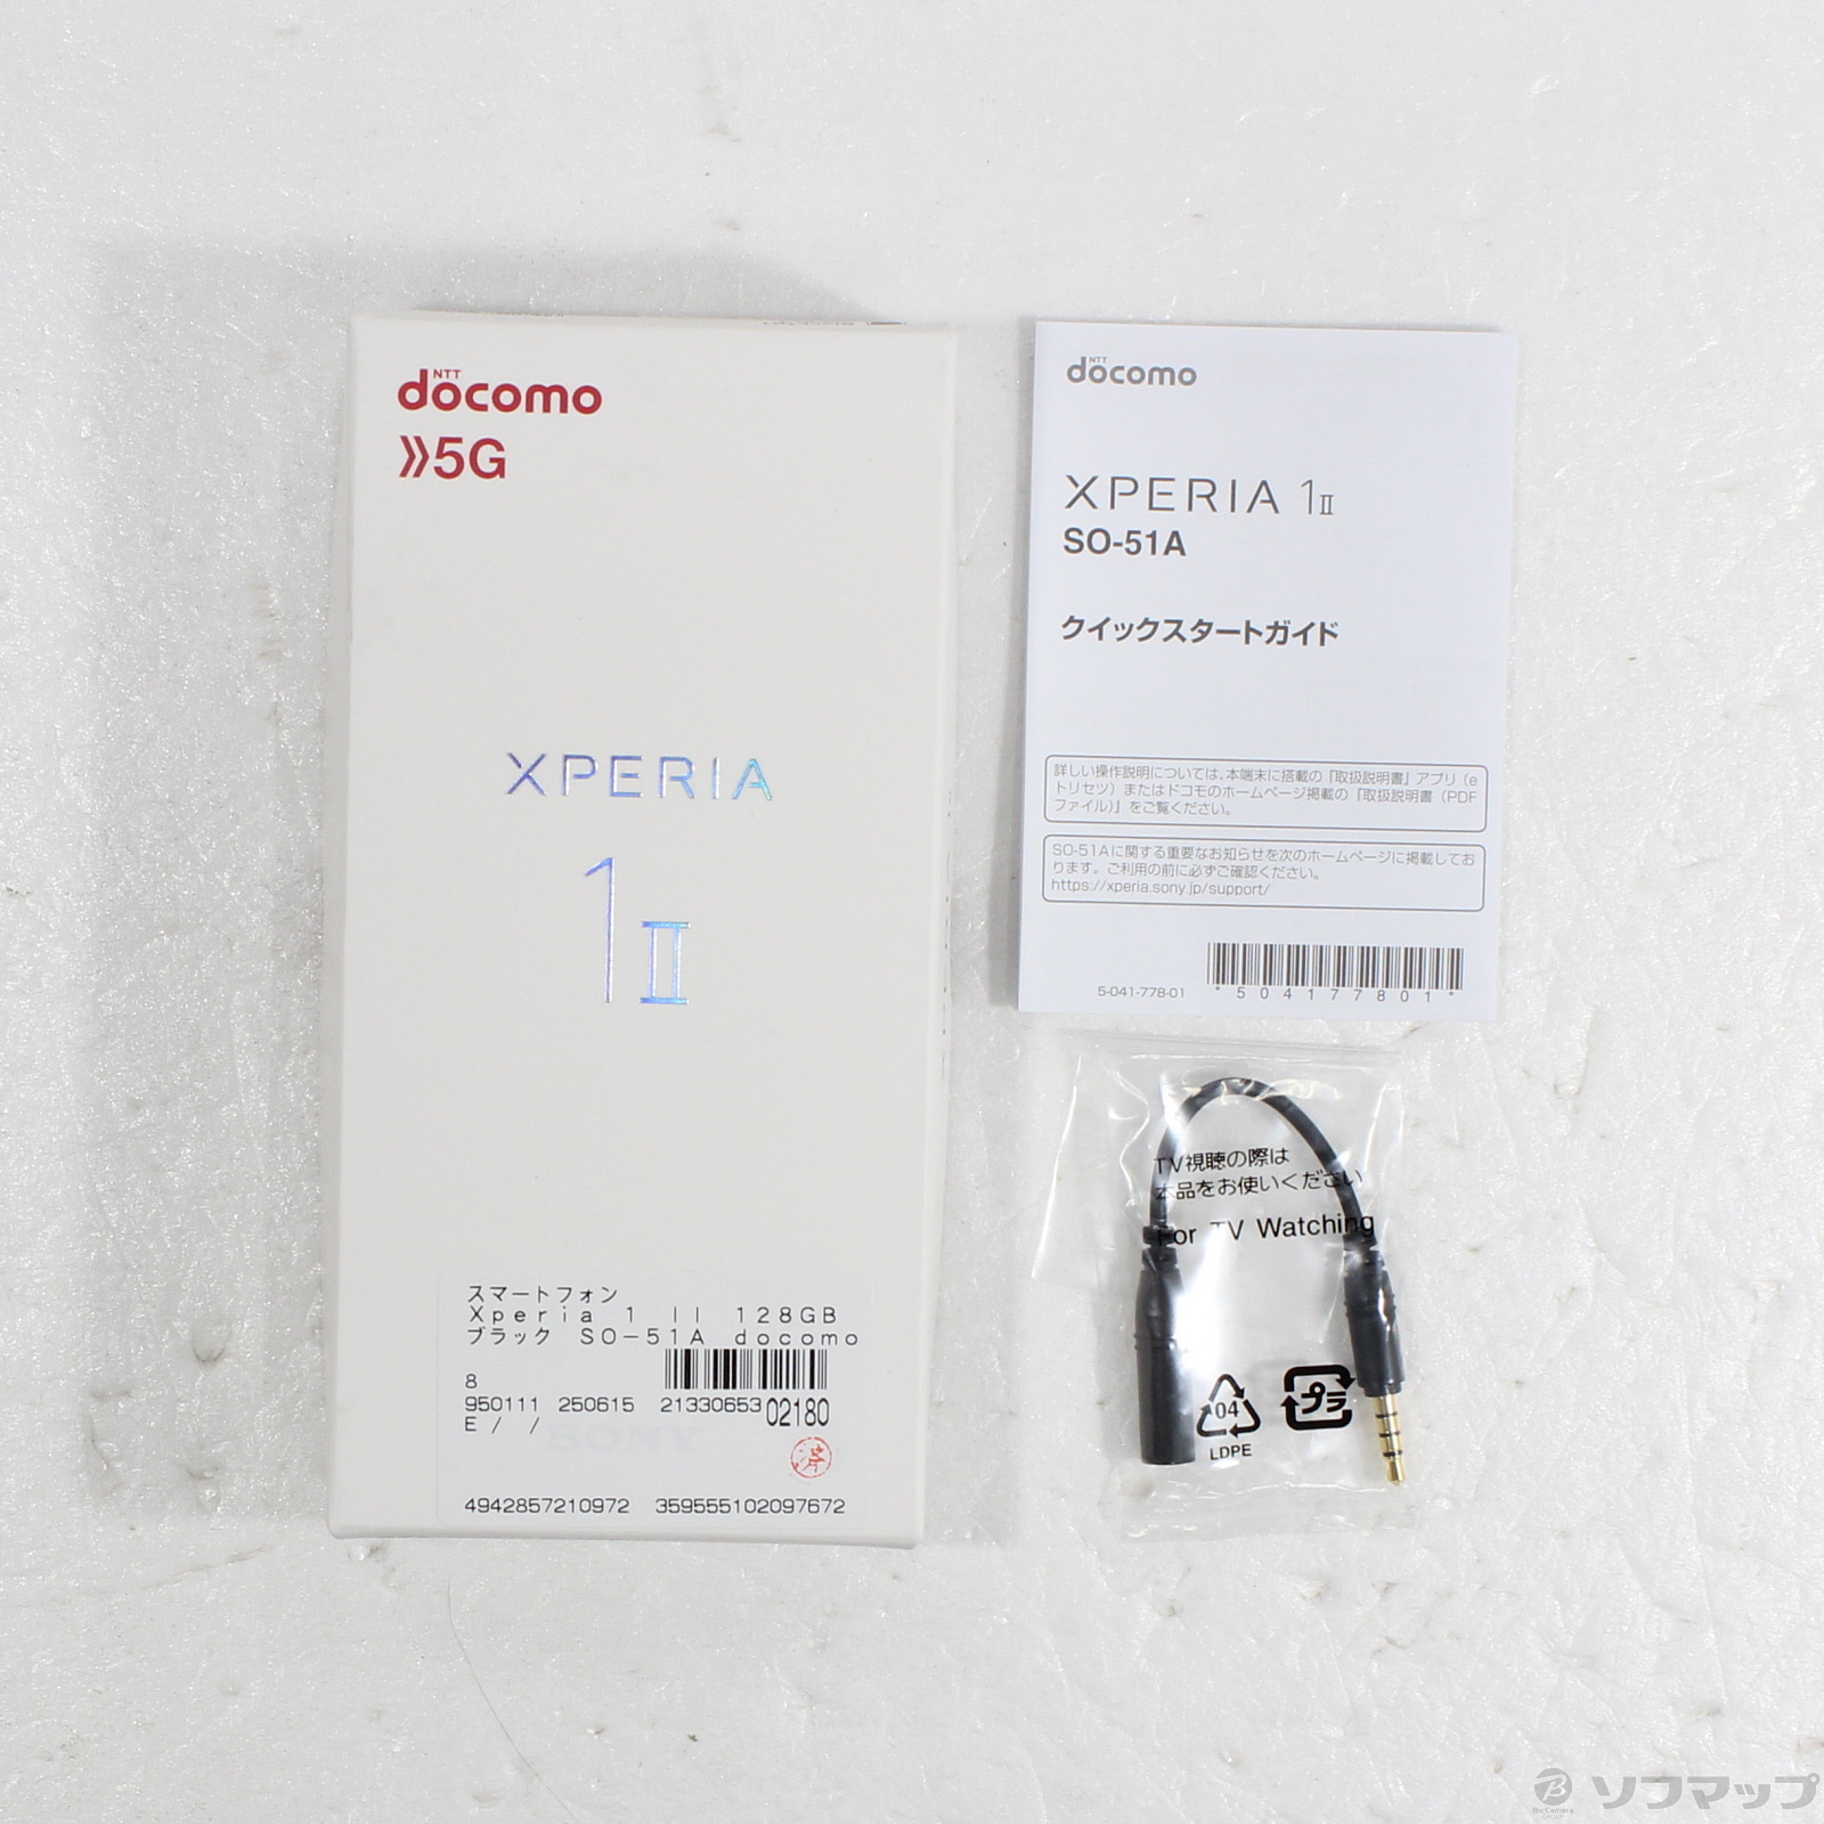 NTT
docomo
5G
XPERIA
1 II
スマートフォン
Xperia 1 II 128GB
ブラック SO-51A docomo
8
950111 250615 21330653 02180
E / /
済
4942857210972 359555102097672
NTT
docomo
XPERIA 1 II
SO-51A
クイックスタートガイド
詳しい操作説明については、本端末に搭載の『取扱説明書』アプリ（e
トリセツ）またはドコモのホームページ掲載の『取扱説明書（PDF
ファイル）』をご覧ください。
SO-51Aに関する重要なお知らせを次のホームページに掲載してお
ります。ご利用の前に必ずご確認ください。
https://xperia.sony.jp/support/
5-041-778-01
*504177801*
TV視聴の際は
本品をお使いください
For TV Watching
04
LDPE
プラ
B
BicCamera
GROUP
ソフマップ